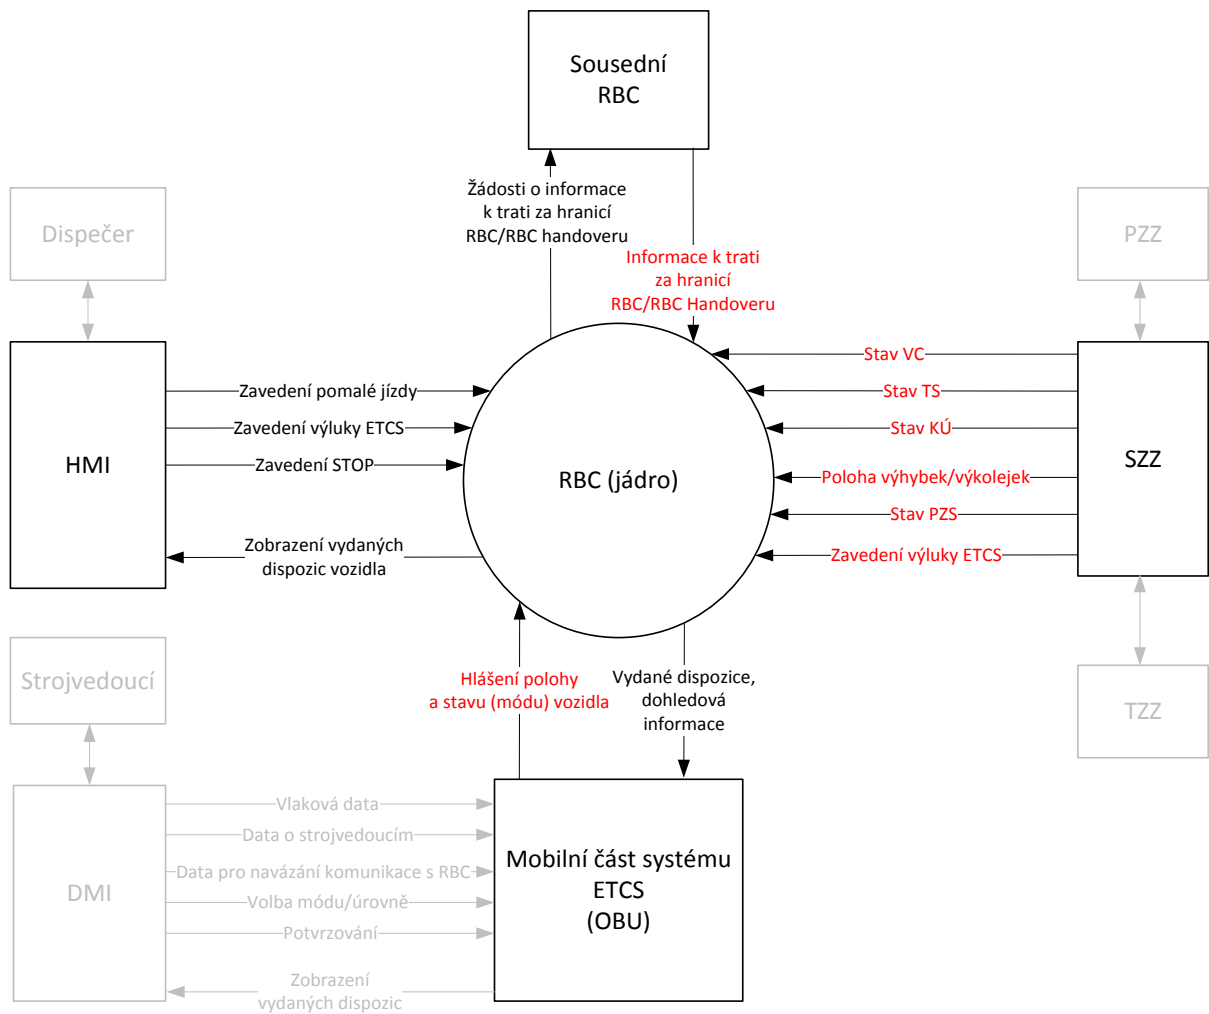 Sousední
RBC
Žádosti o informace
k trati za hranicí
RBC/RBC handoveru
Informace k trati
za hranicí
RBC/RBC Handoveru
Dispečer
PZZ
HMI
Zavedení pomalé jízdy
Zavedení výluky ETCS
Zavedení STOP
Zobrazení vydaných
dispozic vozidla
RBC (jádro)
Stav VC
Stav TS
Stav KÚ
Poloha výhybek/výkolejek
Stav PZS
Zavedení výluky ETCS
SZZ
Strojvedoucí
Hlášení polohy
a stavu (módu) vozidla
Vydané dispozice,
dohledová
informace
TZZ
DMI
Vlaková data
Data o strojvedoucím
Data pro navázání komunikace s RBC
Volba módu/úrovně
Potvrzování
Zobrazení
vydaných dispozic
Mobilní část systému
ETCS
(OBU)